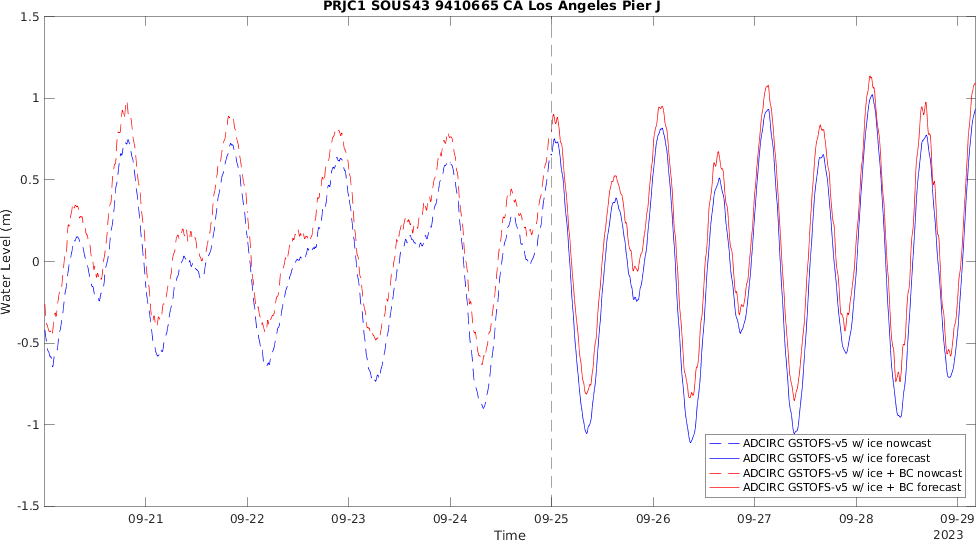 PRJC1 SOUS43 9410665 CA Los Angeles Pier J
1.5
1
0.5
0
-0.5
-1
-1.5
Water Level (m)
09-21
09-22
09-23
09-24
09-25
09-26
09-27
09-28
09-29
Time
2023
ADCIRC GSTOFS-v5 w/ ice nowcast
ADCIRC GSTOFS-v5 w/ ice forecast
ADCIRC GSTOFS-v5 w/ ice + BC nowcast
ADCIRC GSTOFS-v5 w/ ice + BC forecast